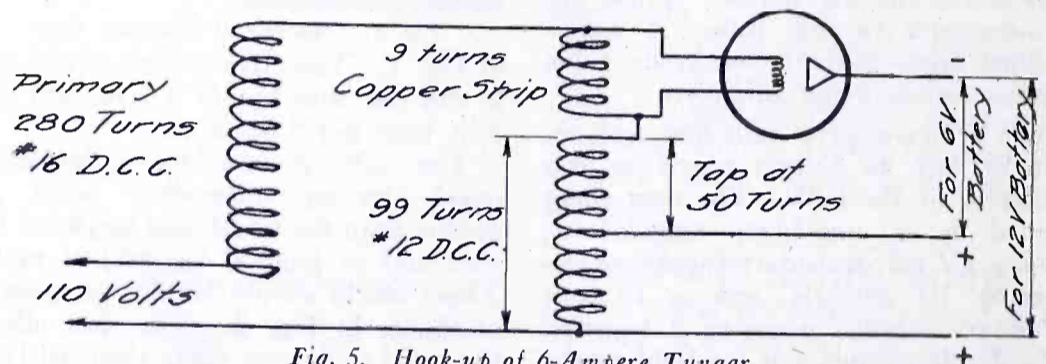 Primary
280 Turns
#16 D.C.C.
110 Volts
9 turns
Copper Strip
99 Turns
#12 D.C.C.
Tap at
50 Turns
-
For 6V
Battery
+
For 12V Battery
+
Fig. 5. Hook-up of 6-Ampere Tungar